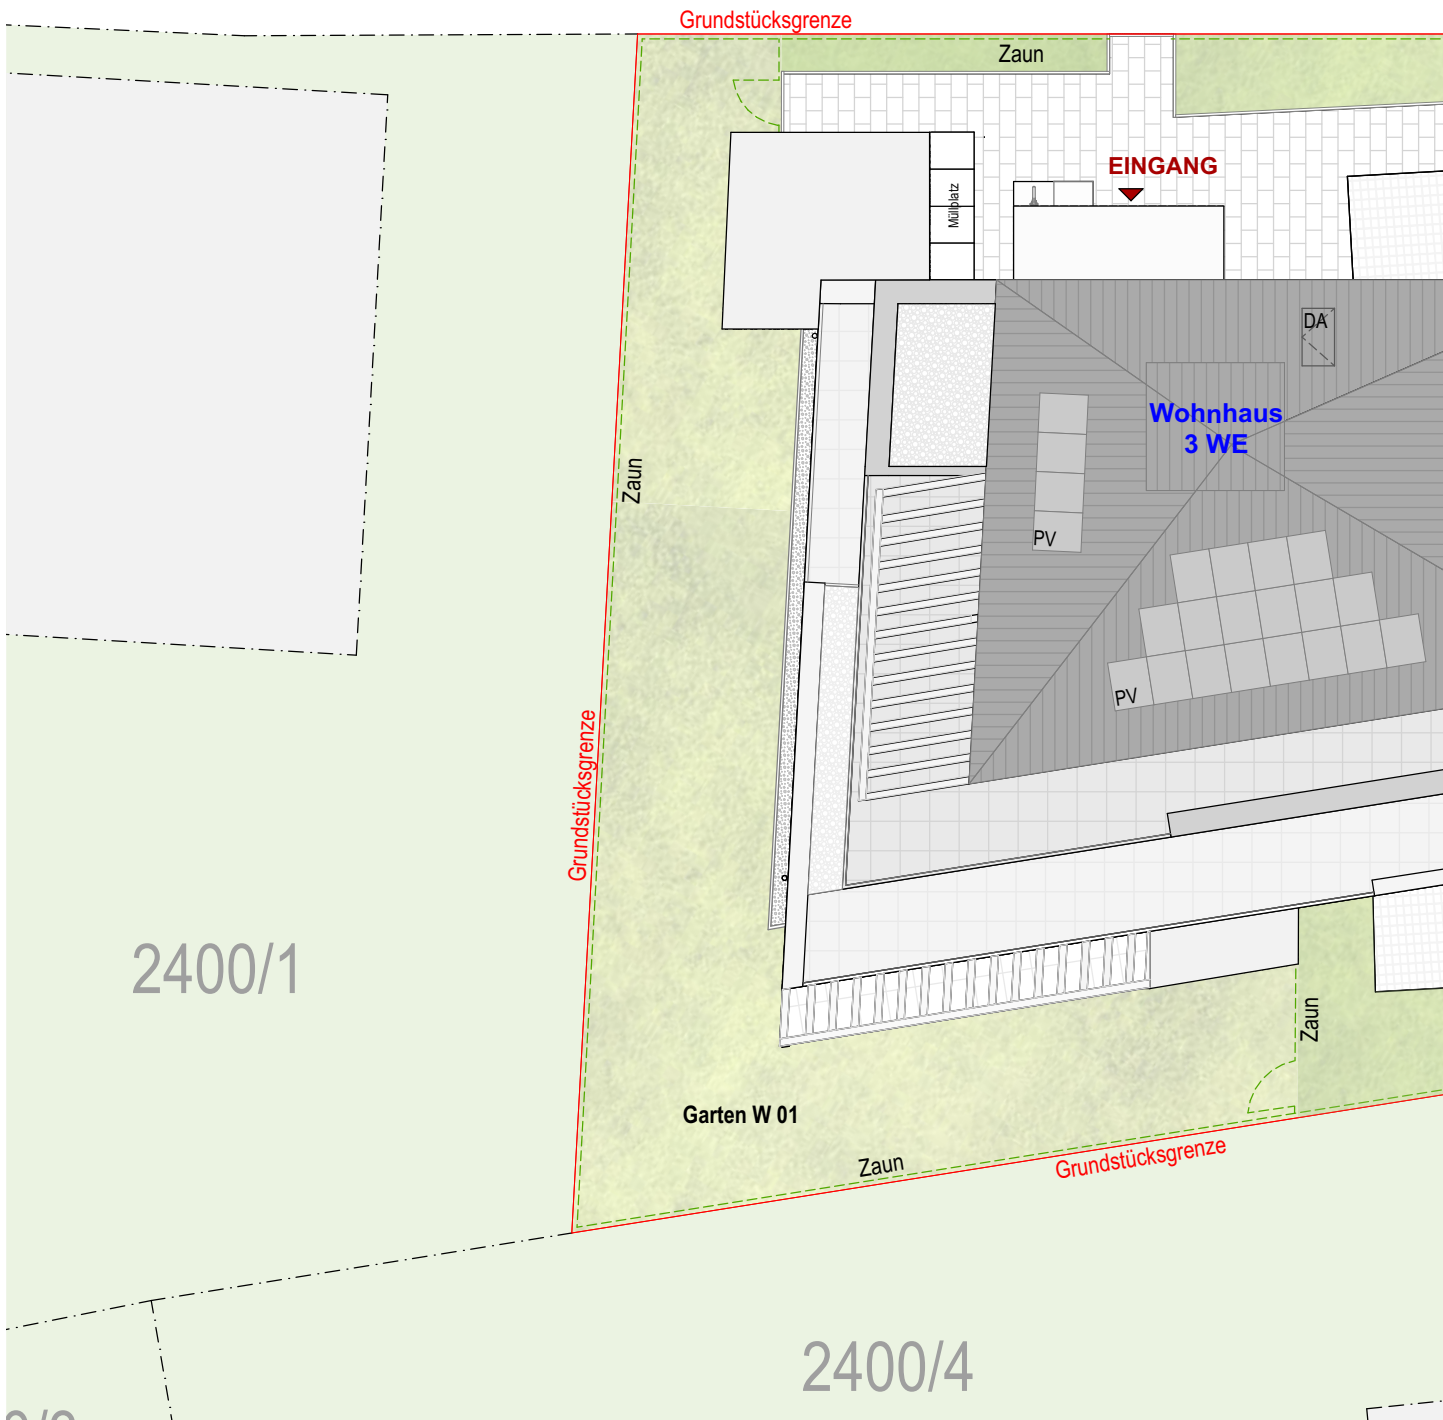 Grundstücksgrenze
Zaun
EINGANG
Müllplatz
DA
Wohnhaus
3 WE
Zaun
PV
PV
Grundstücksgrenze
2400/1
Zaun
Garten W 01
Zaun
Grundstücksgrenze
2400/4